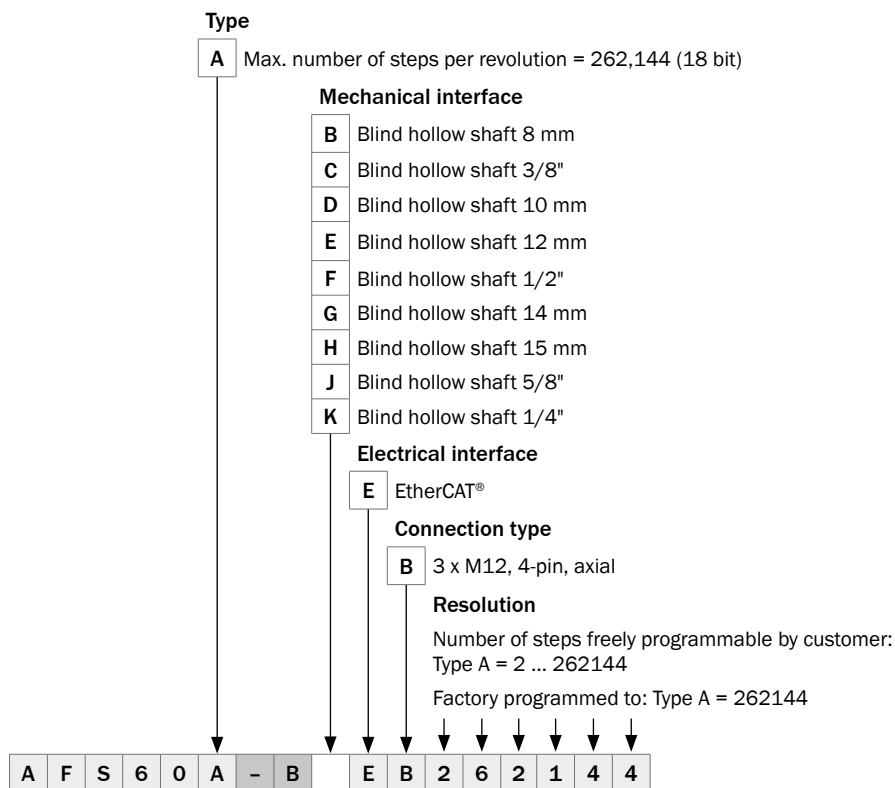 Type
A Max. number of steps per revolution = 262,144 (18 bit)
Mechanical interface
B Blind hollow shaft 8 mm
C Blind hollow shaft 3/8"
D Blind hollow shaft 10 mm
E Blind hollow shaft 12 mm
F Blind hollow shaft 1/2"
G Blind hollow shaft 14 mm
H Blind hollow shaft 15 mm
J Blind hollow shaft 5/8"
K Blind hollow shaft 1/4"
Electrical interface
E EtherCAT®
Connection type
B 3 x M12, 4-pin, axial
Resolution
Number of steps freely programmable by customer:
Type A = 2 ... 262144
Factory programmed to: Type A = 262144
A F S 6 0 A – B E B 2 6 2 1 4 4